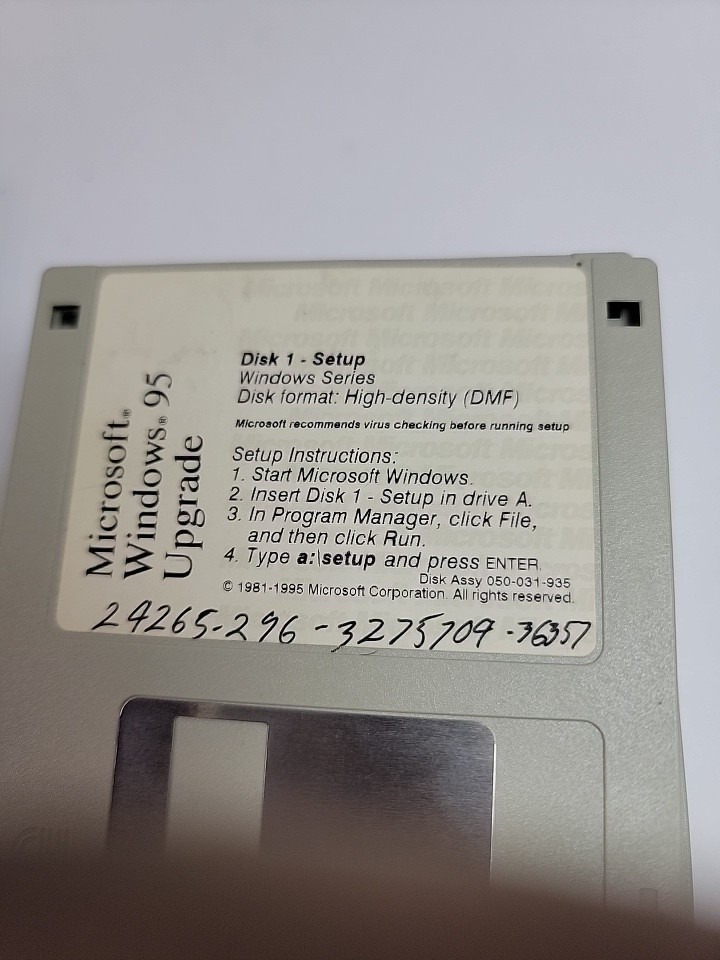 Microsoft®
Windows® 95
Upgrade
Disk 1 - Setup
Windows Series
Disk format: High-density (DMF)
Microsoft recommends virus checking before running setup
Setup Instructions:
1. Start Microsoft Windows.
2. Insert Disk 1 - Setup in drive A.
3. In Program Manager, click File,
and then click Run.
4. Type a:\setup and press ENTER.
Disk Assy 050-031-935
© 1981-1995 Microsoft Corporation. All rights reserved.
24265-296-3275709-36357